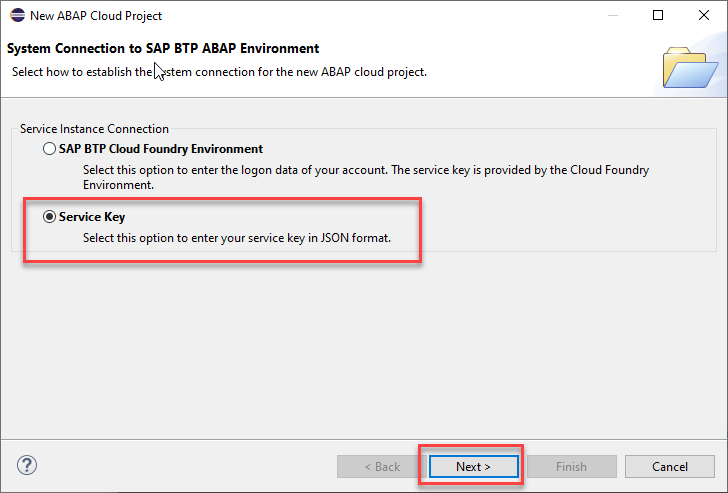 New ABAP Cloud Project
System Connection to SAP BTP ABAP Environment
Select how to establish the system connection for the new ABAP cloud project.
Service Instance Connection
SAP BTP Cloud Foundry Environment
Select this option to enter the logon data of your account. The service key is provided by the Cloud Foundry
Environment.
Service Key
Select this option to enter your service key in JSON format.
? < Back Next > Finish Cancel